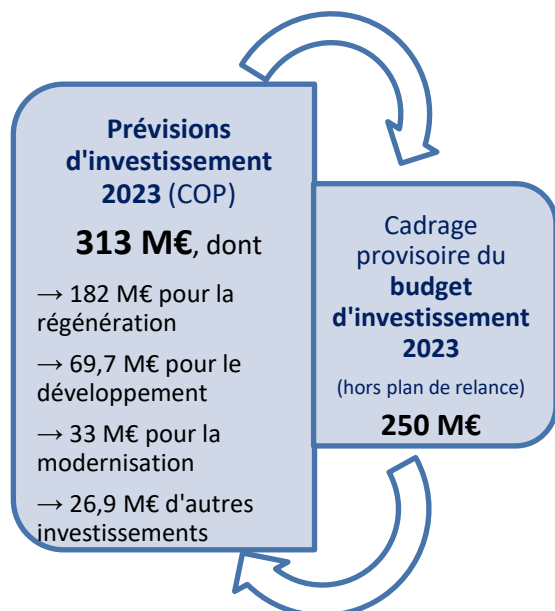 Prévisions
d'investissement
2023 (COP)
313 M€, dont
→ 182 M€ pour la
régénération
→ 69,7 M€ pour le
développement
→ 33 M€ pour la
modernisation
→ 26,9 M€ d'autres
investissements
Cadrage
provisoire du
budget
d'investissement
2023
(hors plan de relance)
250 M€